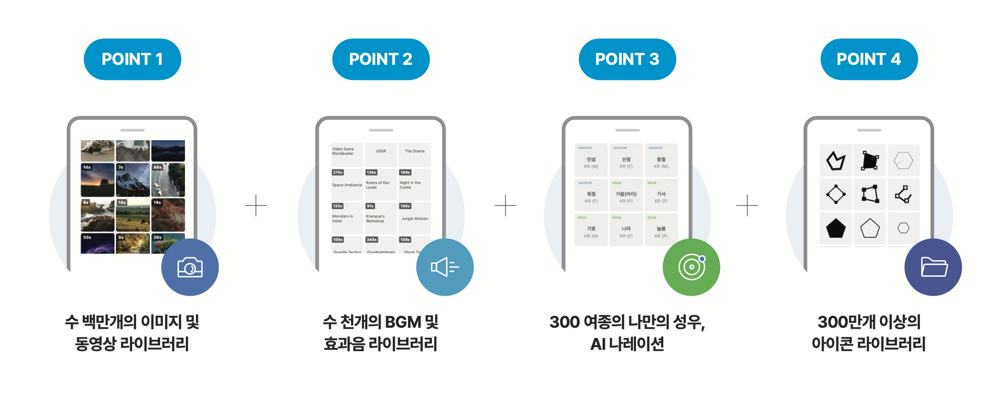 POINT 1
14s
7s
86s
8s
14s
19s
30s
9s
20s
수 백만개의 이미지 및
동영상 라이브러리
POINT 2
Video Game
Blockbuster
USSR
The Drama
275s
138s
189s
Space Ambience
Rulers of Our
Lands
Night in the
Castle
125s
91s
186s
Monsters in
Hotel
Krampus's
Workshop
Jungle Mission
109s
240s
139s
Guerilla Tactics
Goodnightmare
Ghost
수 천개의 BGM 및
효과음 라이브러리
POINT 3
wavenet
민성
KR (M)
wavenet
선정
KR (F)
wavenet
종철
KR (M)
wavenet
희정
KR (F)
clova
가람(아이)
KR (F)
clova
기서
KR (F)
clova
기효
KR (M)
clova
나라
KR (F)
clova
늘봄
KR (F)
300 여종의 나만의 성우,
AI 나레이션
POINT 4
300만개 이상의
아이콘 라이브러리